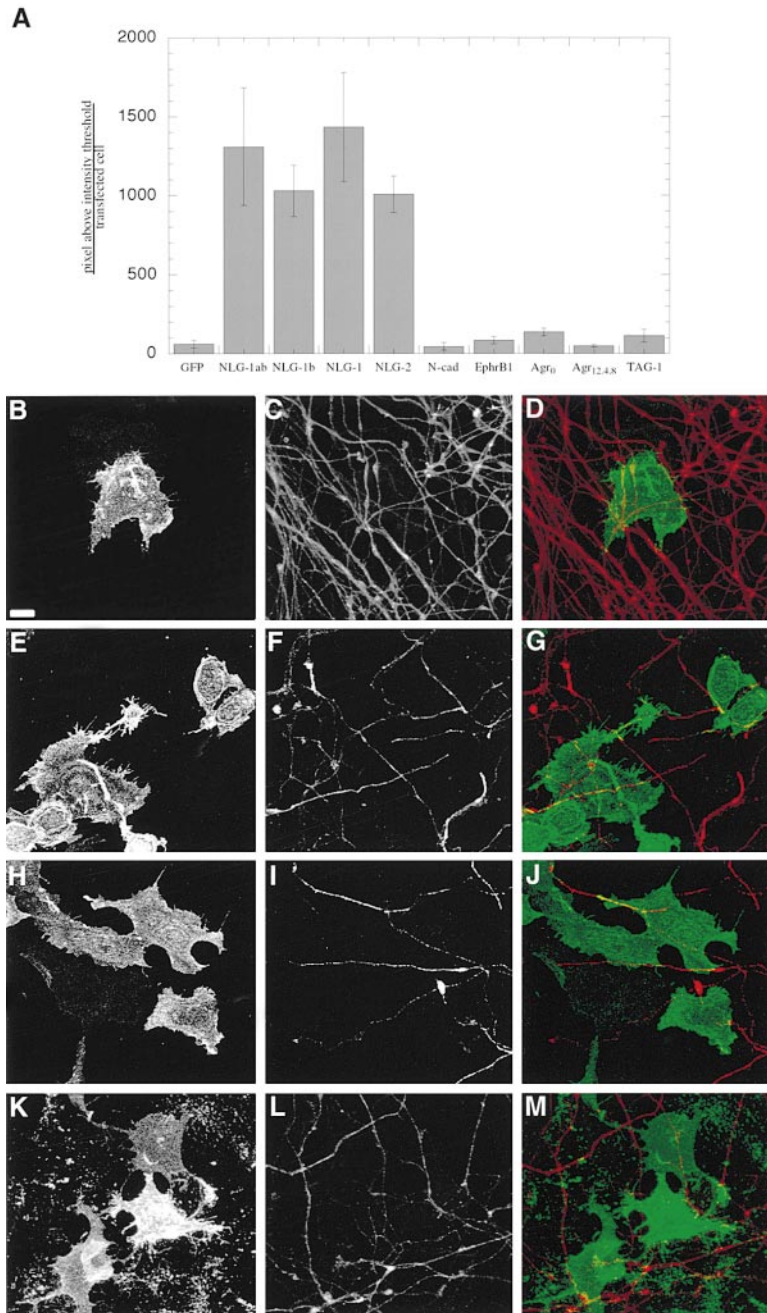 A
2000
1500
1000
500
0
pixel above intensity threshold
transfected cell
GFP NLG-1ab NLG-1b NLG-1 NLG-2 N-cad EphrB1 Agr0 Agr12.4.8 TAG-1
B C D
E F G
H I J
K L M